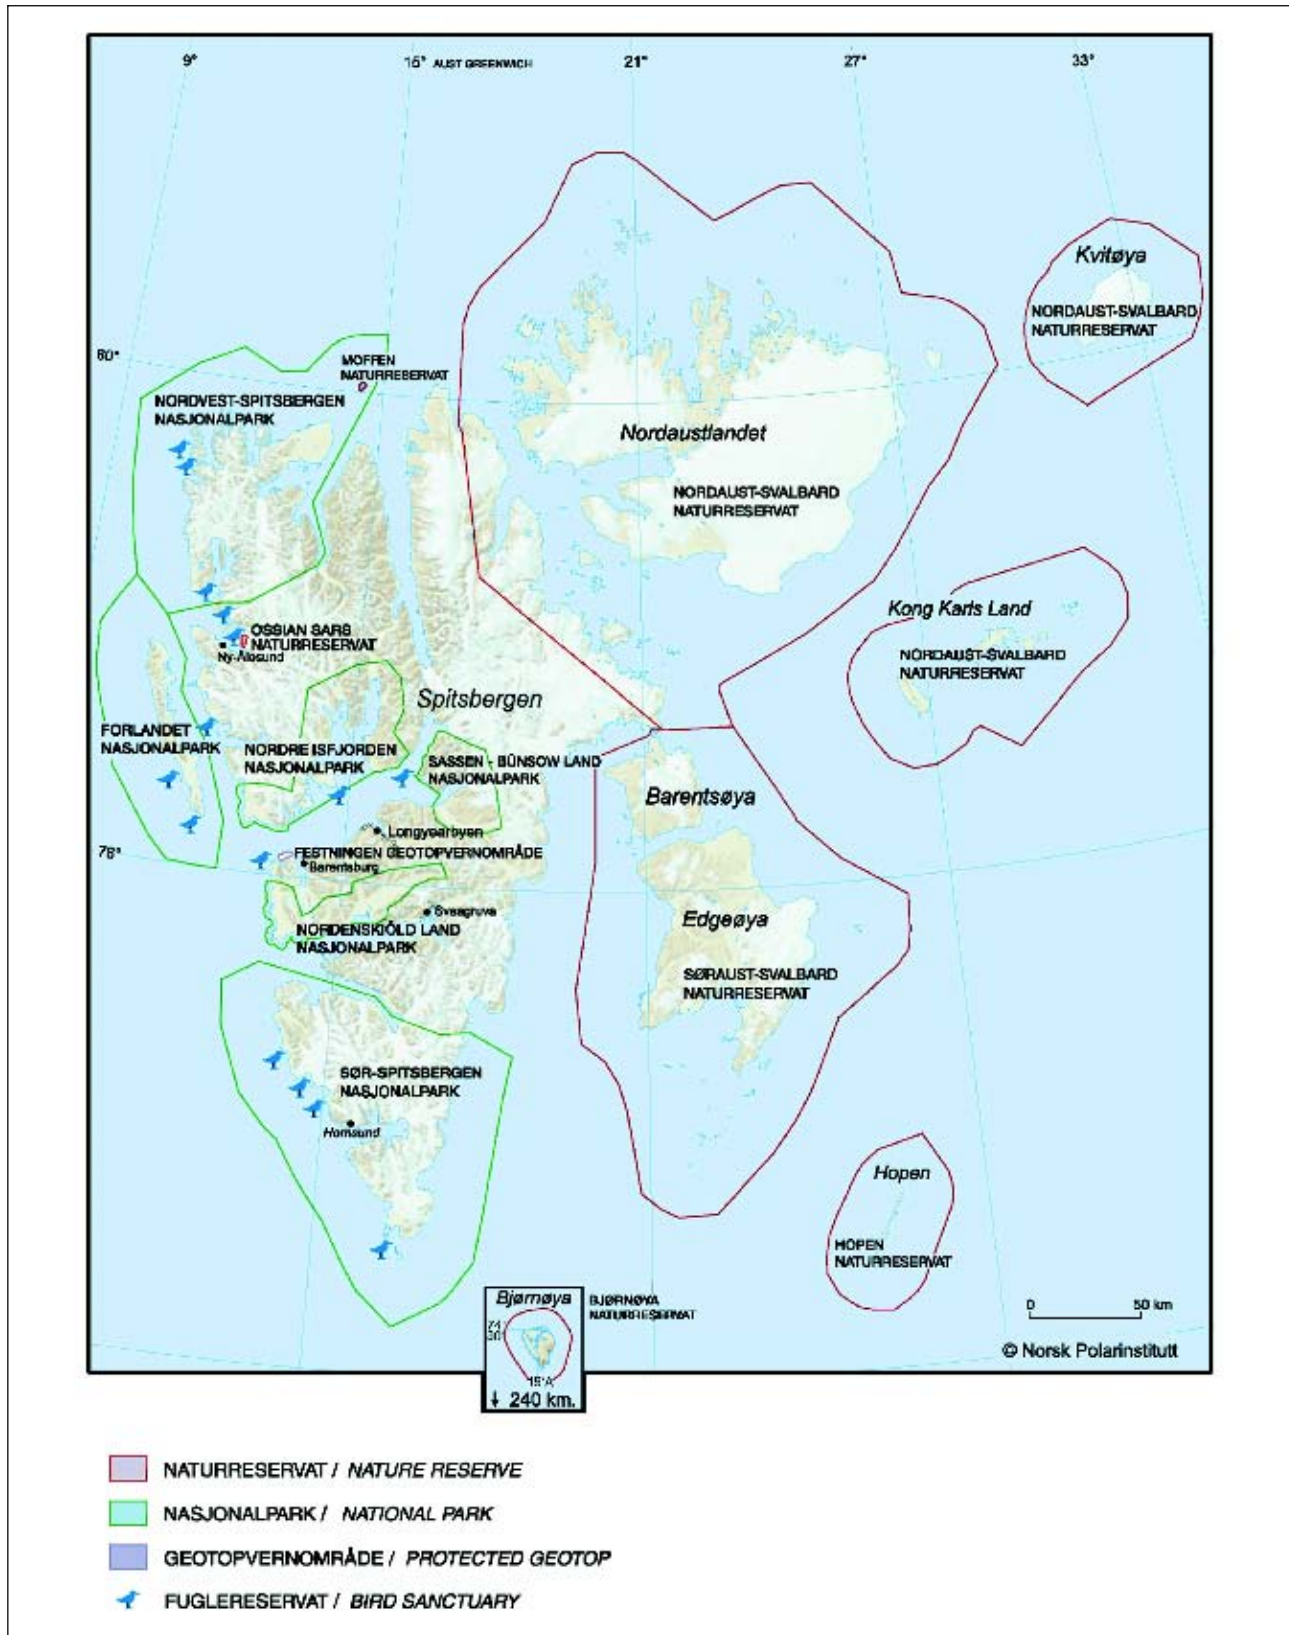 9°
15° AUST GREENWICH
21°
27°
33°
Kvitøya
NORDAUST-SVALBARD
NATURRESERVAT
80°
MOFFEN
NATURRESERVAT
NORDVEST-SPITSBERGEN
NASJONALPARK
Nordaustlandet
NORDAUST-SVALBARD
NATURRESERVAT
Kong Karls Land
NORDAUST-SVALBARD
NATURRESERVAT
OSSIAN SARS
NATURRESERVAT
Ny-Ålesund
Spitsbergen
FORLANDET
NASJONALPARK
NORDRE ISFJORDEN
NASJONALPARK
SASSEN - BÜNSOW LAND
NASJONALPARK
Barentsøya
Longyearbyen
78°
FESTNINGEN GEOTOPVERNOMRÅDE
Barentsburg
Sveagruva
NORDENSKIÖLD LAND
NASJONALPARK
Edgeøya
SØRAUST-SVALBARD
NATURRESERVAT
SØR-SPITSBERGEN
NASJONALPARK
Hornsund
Hopen
HOPEN
NATURRESERVAT
Bjørnøya
BJØRNØYA
NATURRESERVAT
74°
30'
19°A
↓ 240 km.
0 50 km
© Norsk Polarinstitutt
NATURRESERVAT / NATURE RESERVE
NASJONALPARK / NATIONAL PARK
GEOTOPVERNOMRÅDE / PROTECTED GEOTOP
FUGLERESERVAT / BIRD SANCTUARY